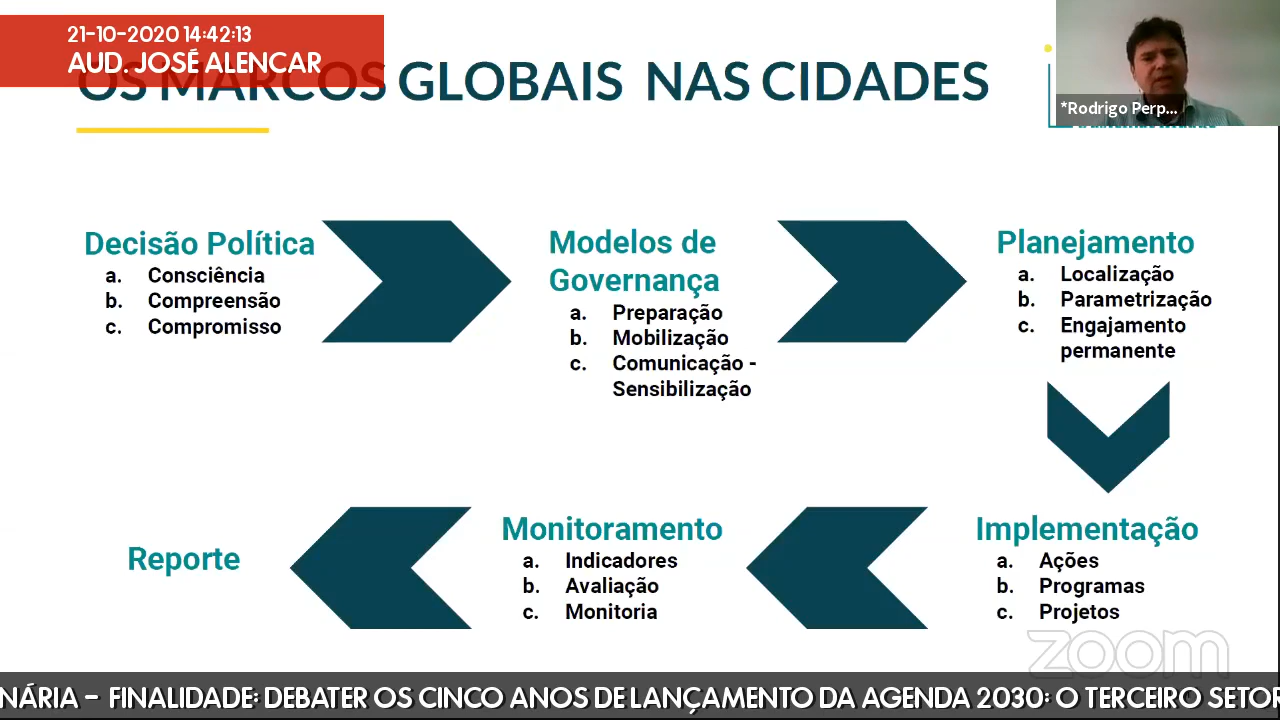 21-10-2020 14:42:13
AUD. JOSÉ ALENCAR
OS MARCOS GLOBAIS NAS CIDADES
*Rodrigo Perp...
Decisão Política
a. Consciência
b. Compreensão
c. Compromisso
Modelos de
Governança
a. Preparação
b. Mobilização
c. Comunicação -
Sensibilização
Planejamento
a. Localização
b. Parametrização
c. Engajamento
permanente
Reporte
Monitoramento
a. Indicadores
b. Avaliação
c. Monitoria
Implementação
a. Ações
b. Programas
c. Projetos
zoom
NÁRIA – FINALIDADE: DEBATER OS CINCO ANOS DE LANÇAMENTO DA AGENDA 2030: O TERCEIRO SETOR